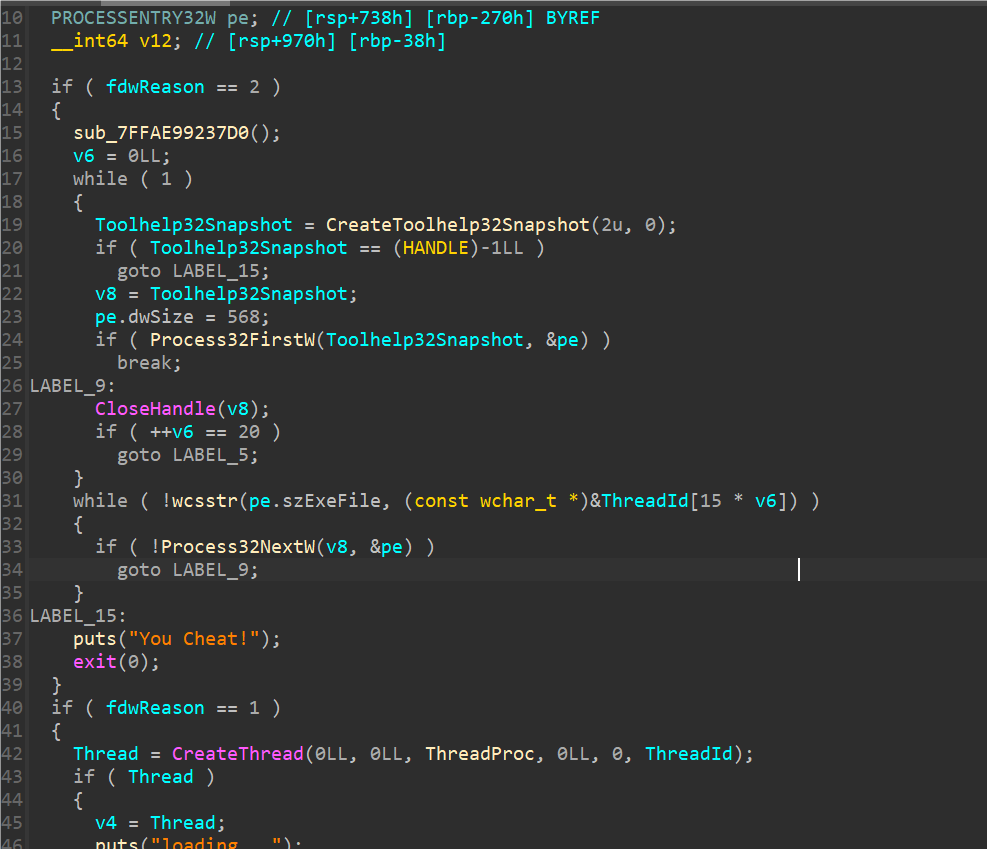 10 PROCESSENTRY32W pe; // [rsp+738h] [rbp-270h] BYREF
11 __int64 v12; // [rsp+970h] [rbp-38h]
12
13 if ( fdwReason == 2 )
14 {
15 sub_7FFAE99237D0();
16 v6 = 0LL;
17 while ( 1 )
18 {
19 Toolhelp32Snapshot = CreateToolhelp32Snapshot(2u, 0);
20 if ( Toolhelp32Snapshot == (HANDLE)-1LL )
21 goto LABEL_15;
22 v8 = Toolhelp32Snapshot;
23 pe.dwSize = 568;
24 if ( Process32FirstW(Toolhelp32Snapshot, &pe) )
25 break;
26 LABEL_9:
27 CloseHandle(v8);
28 if ( ++v6 == 20 )
29 goto LABEL_5;
30 }
31 while ( !wcsstr(pe.szExeFile, (const wchar_t *)&ThreadId[15 * v6]) )
32 {
33 if ( !Process32NextW(v8, &pe) )
34 goto LABEL_9;
35 }
36 LABEL_15:
37 puts("You Cheat!");
38 exit(0);
39 }
40 if ( fdwReason == 1 )
41 {
42 Thread = CreateThread(0LL, 0LL, ThreadProc, 0LL, 0, ThreadId);
43 if ( Thread )
44 {
45 v4 = Thread;
46 puts("loading...");